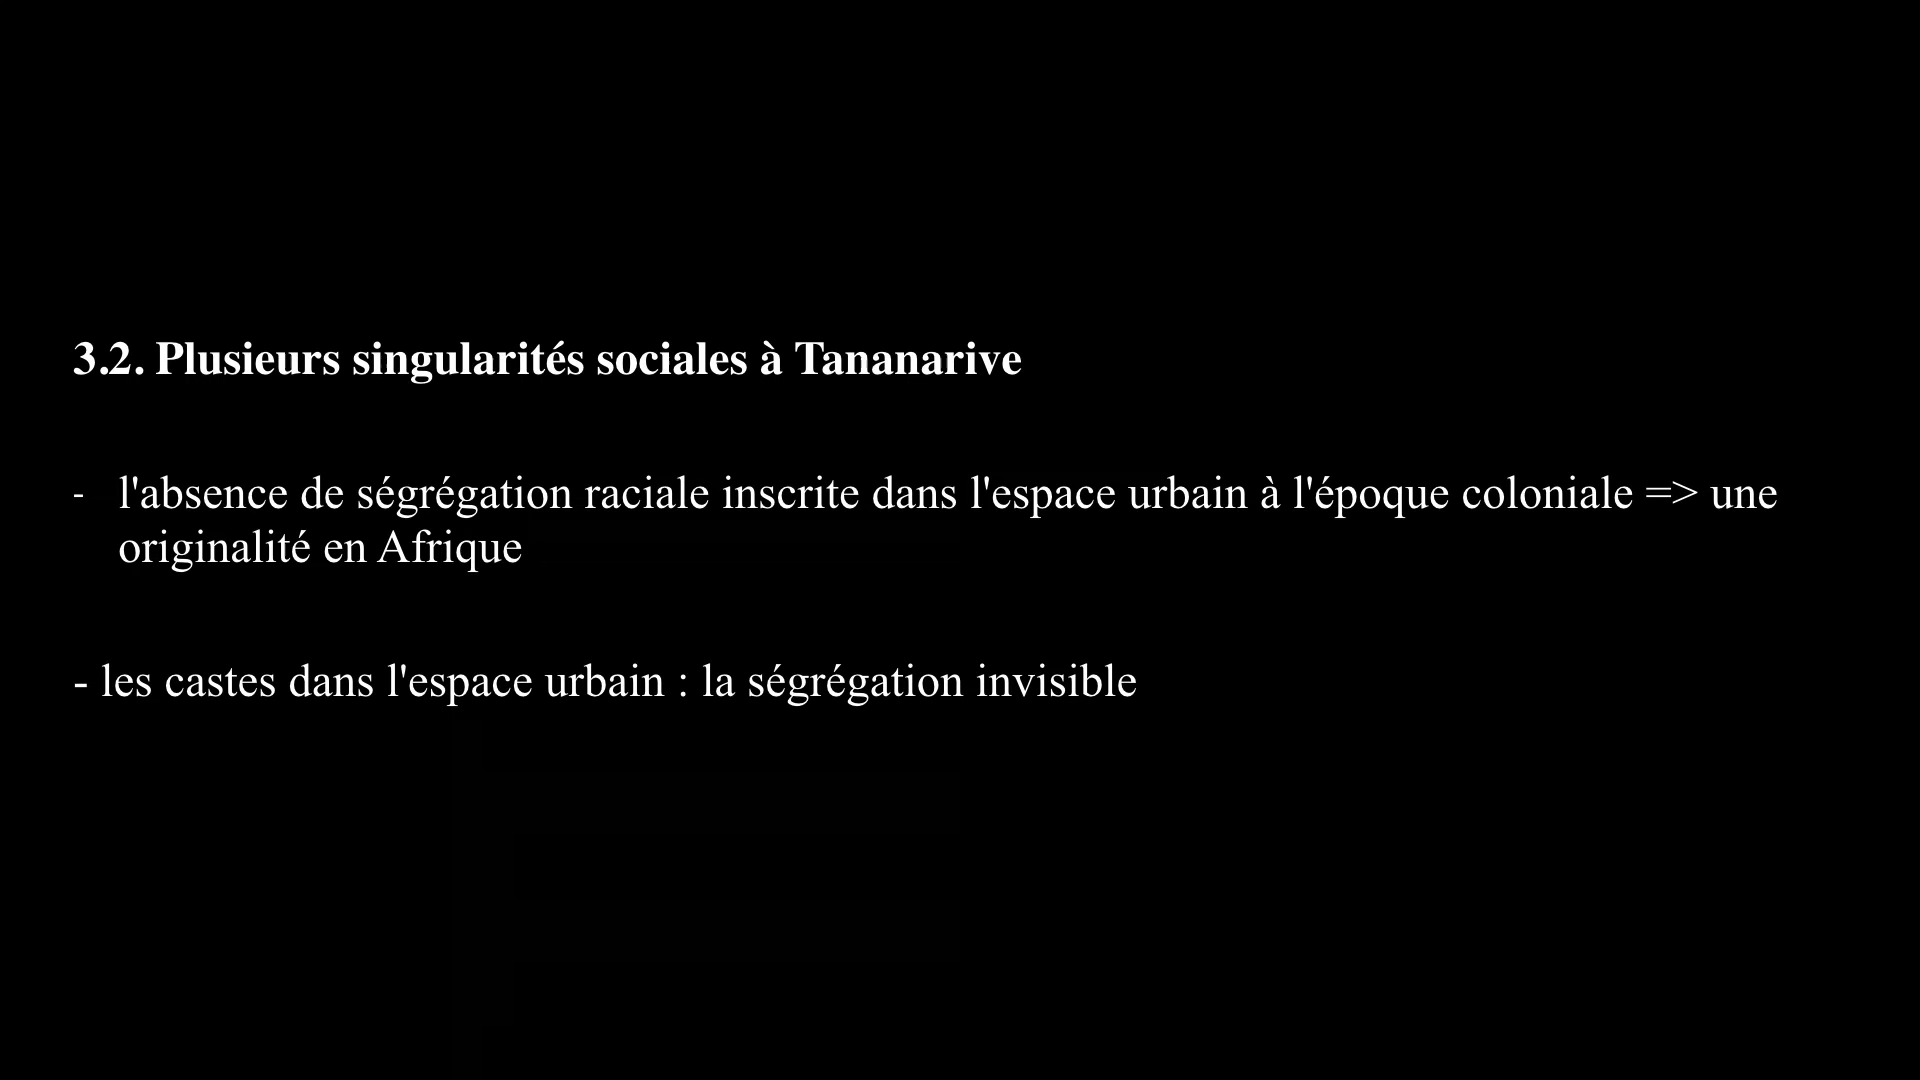 3.2. Plusieurs singularités sociales à Tananarive
- l'absence de ségrégation raciale inscrite dans l'espace urbain à l'époque coloniale => une
originalité en Afrique
- les castes dans l'espace urbain : la ségrégation invisible